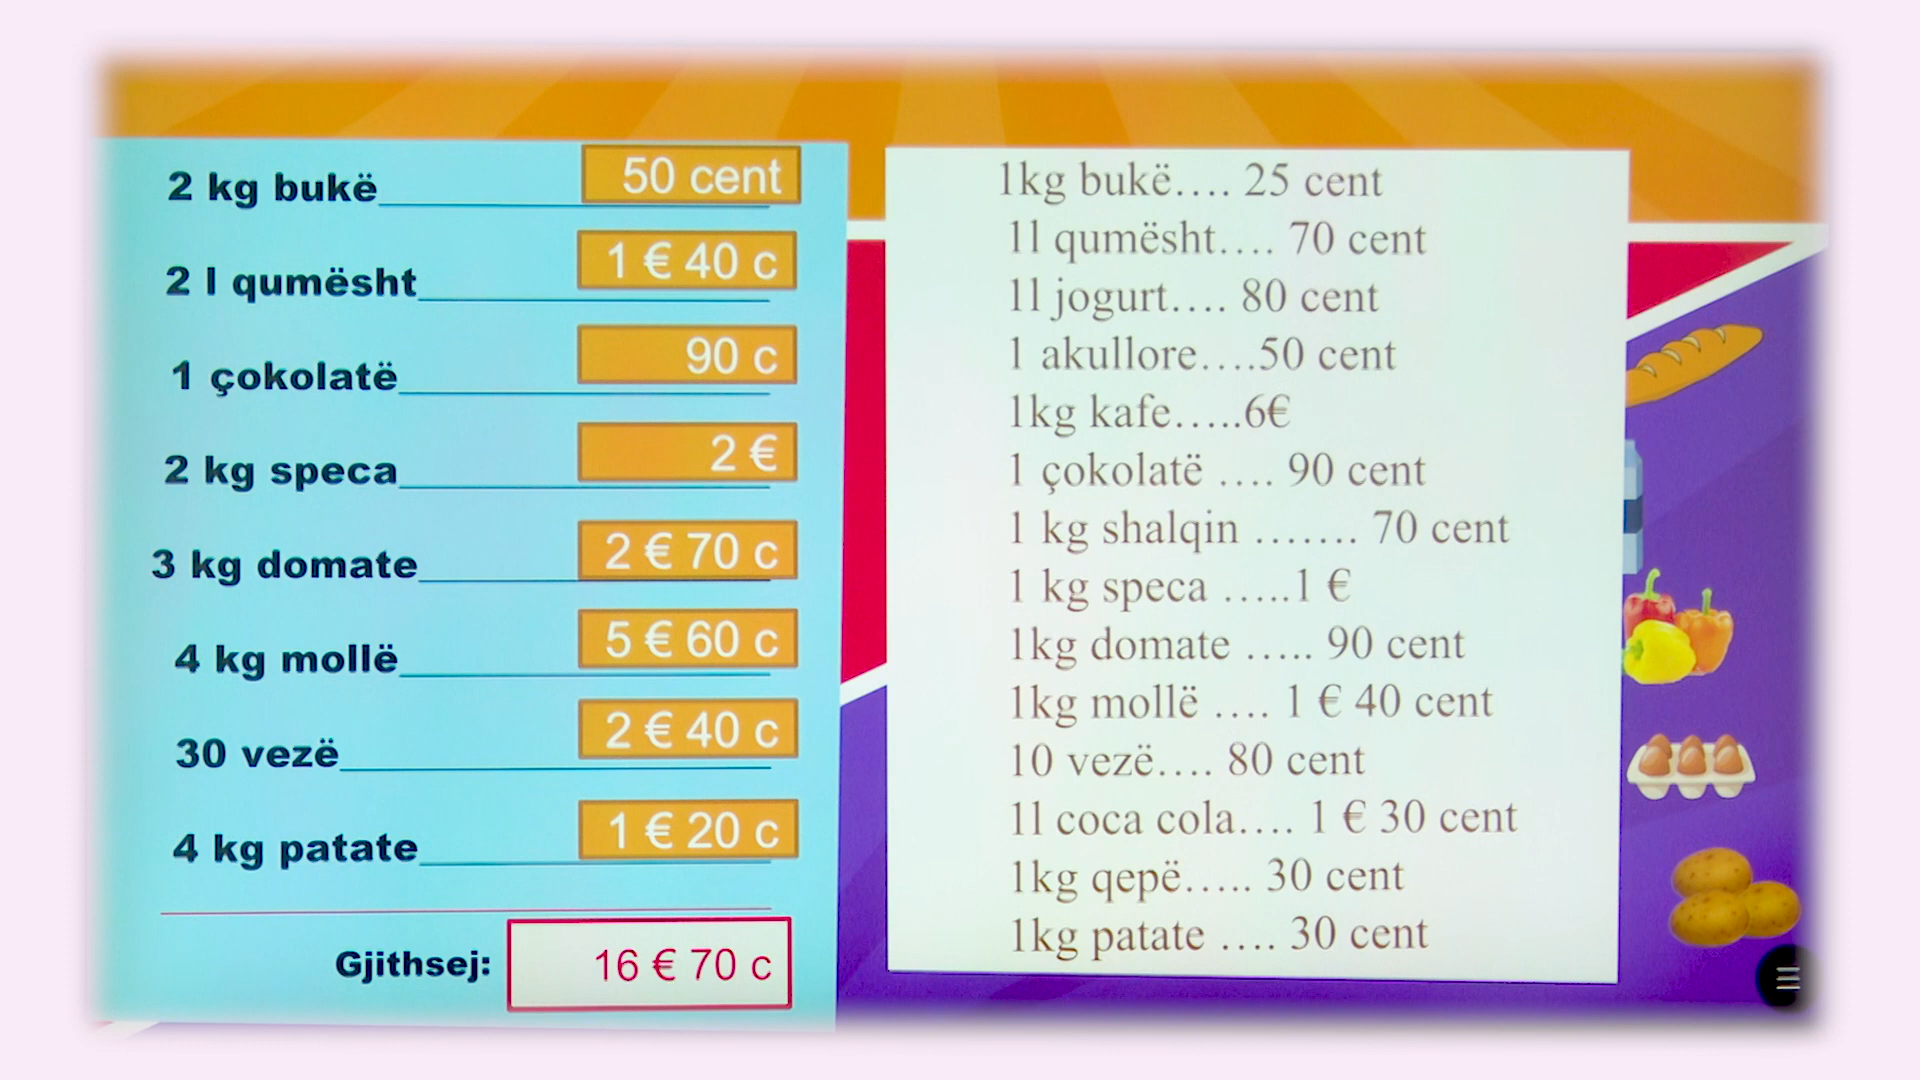 2 kg bukë 50 cent
2 l qumësht 1 € 40 c
1 çokolatë 90 c
2 kg speca 2 €
3 kg domate 2 € 70 c
4 kg mollë 5 € 60 c
30 vezë 2 € 40 c
4 kg patate 1 € 20 c
Gjithsej: 16 € 70 c
1kg bukë.... 25 cent
1l qumësht.... 70 cent
1l jogurt.... 80 cent
1 akullore....50 cent
1kg kafe.....6€
1 çokolatë .... 90 cent
1 kg shalqin ....... 70 cent
1 kg speca .....1 €
1kg domate ..... 90 cent
1kg mollë .... 1 € 40 cent
10 vezë.... 80 cent
1l coca cola.... 1 € 30 cent
1kg qepë..... 30 cent
1kg patate .... 30 cent